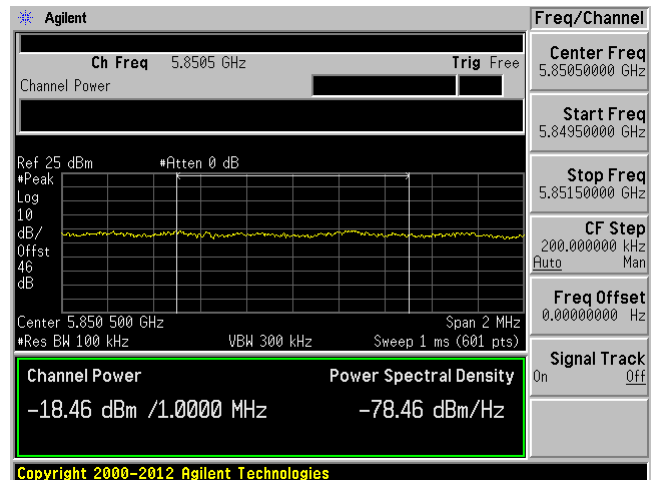 Agilent
Freq/Channel
Ch Freq 5.8505 GHz Trig Free
Channel Power
Center Freq
5.85050000 GHz
Start Freq
5.84950000 GHz
Stop Freq
5.85150000 GHz
CF Step
200.000000 kHz
Auto Man
Freq Offset
0.00000000 Hz
Signal Track
On Off
Ref 25 dBm #Atten 0 dB
#Peak
Log
10
dB/
Offst
46
dB
Center 5.850 500 GHz Span 2 MHz
#Res BW 100 kHz VBW 300 kHz Sweep 1 ms (601 pts)
Channel Power Power Spectral Density
-18.46 dBm /1.0000 MHz -78.46 dBm/Hz
Copyright 2000-2012 Agilent Technologies